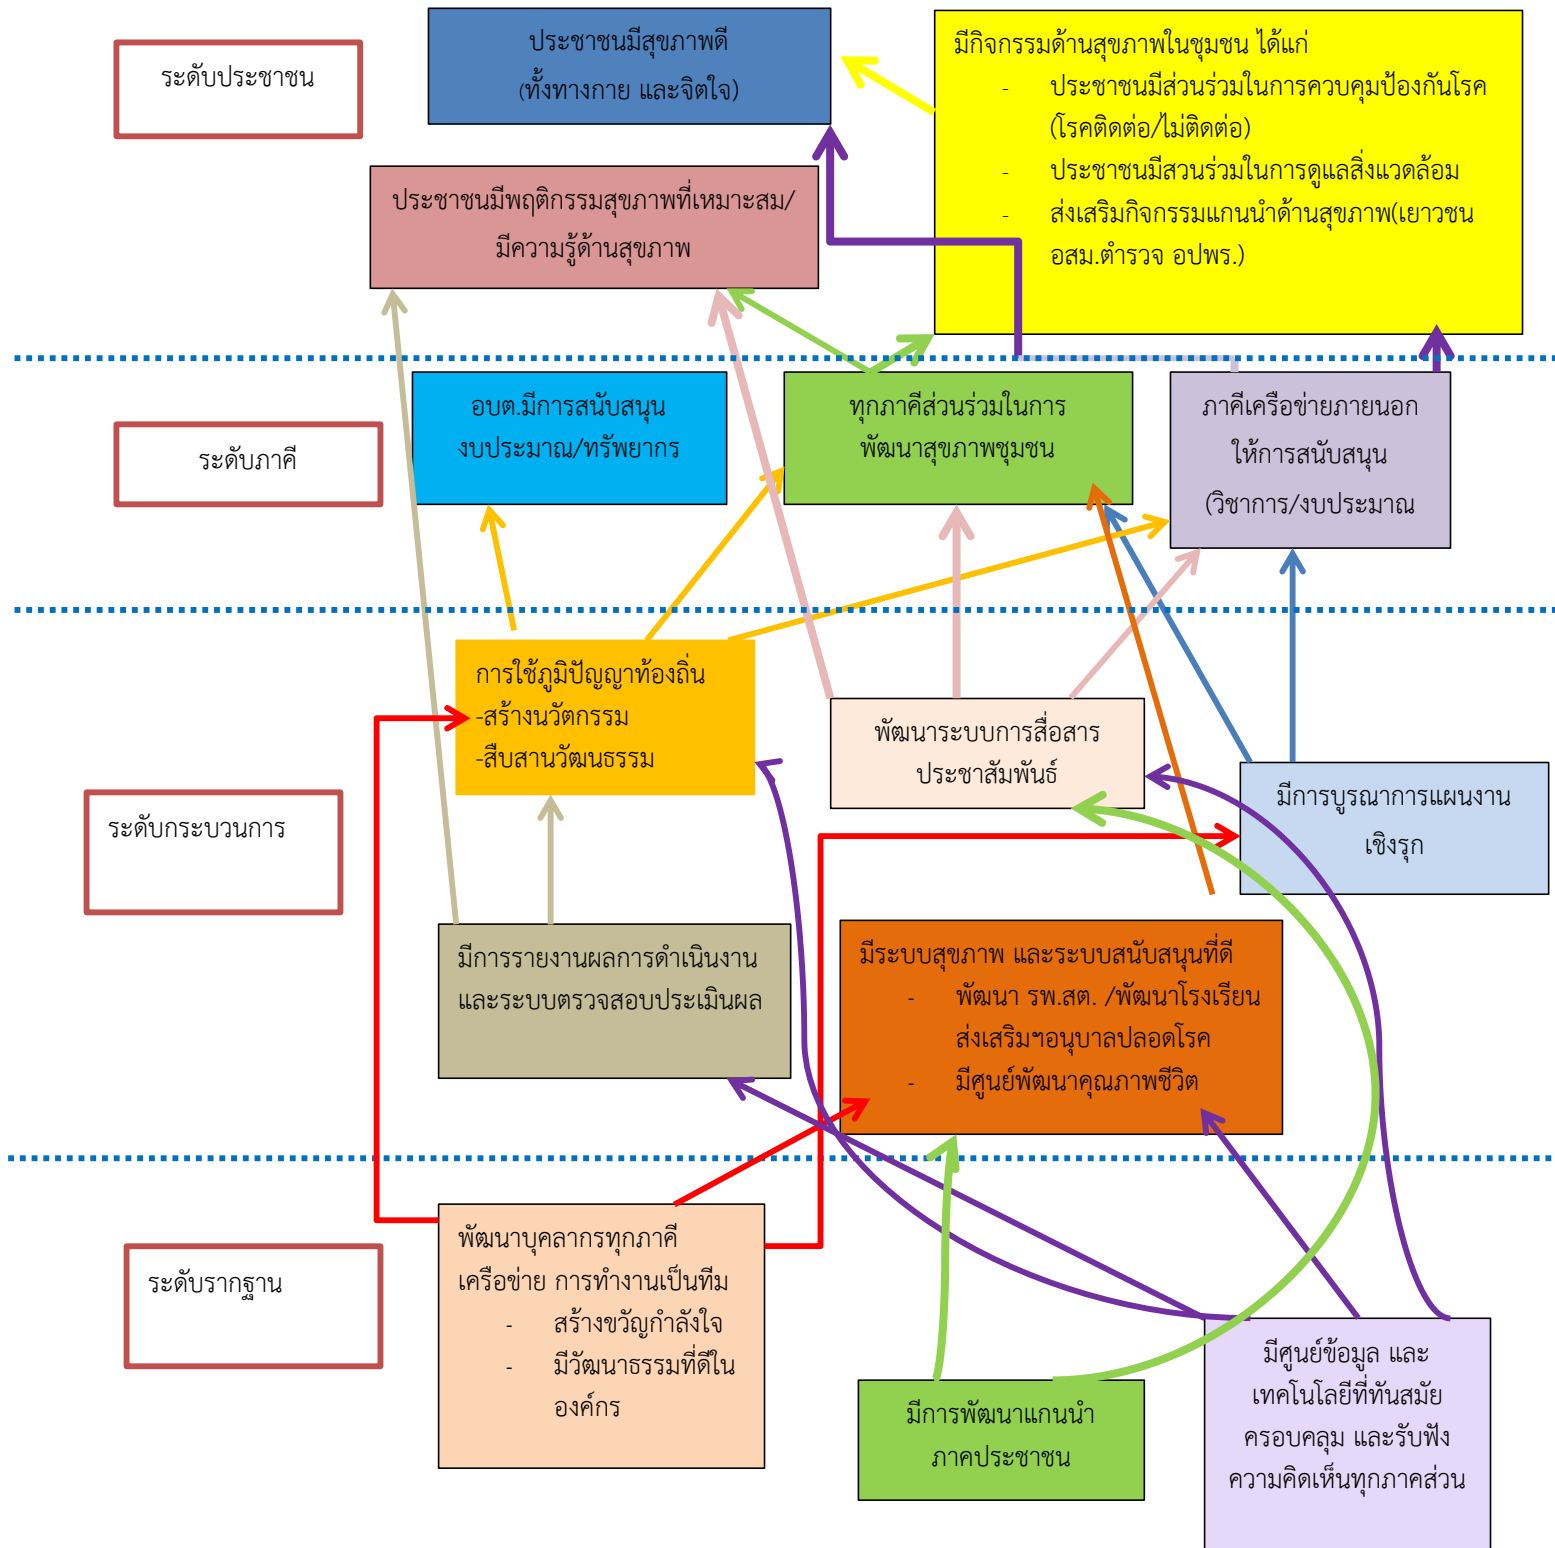 ระดับประชาชน
ประชาชนมีสุขภาพดี
(ทั้งทางกาย และจิตใจ)
มีกิจกรรมด้านสุขภาพในชุมชน ได้แก่
- ประชาชนมีส่วนร่วมในการควบคุมป้องกันโรค
(โรคติดต่อ/ไม่ติดต่อ)
- ประชาชนมีสวนร่วมในการดูแลสิ่งแวดล้อม
- ส่งเสริมกิจกรรมแกนนำด้านสุขภาพ(เยาวชน
อสม.ตำรวจ อปพร.)
ประชาชนมีพฤติกรรมสุขภาพที่เหมาะสม/
มีความรู้ด้านสุขภาพ
ระดับภาคี
อบต.มีการสนับสนุน
งบประมาณ/ทรัพยากร
ทุกภาคีส่วนร่วมในการ
พัฒนาสุขภาพชุมชน
ภาคีเครือข่ายภายนอก
ให้การสนับสนุน
(วิชาการ/งบประมาณ
ระดับกระบวนการ
การใช้ภูมิปัญญาท้องถิ่น
-สร้างนวัตกรรม
-สืบสานวัฒนธรรม
พัฒนาระบบการสื่อสาร
ประชาสัมพันธ์
มีการบูรณาการแผนงาน
เชิงรุก
มีการรายงานผลการดำเนินงาน
และระบบตรวจสอบประเมินผล
มีระบบสุขภาพ และระบบสนับสนุนที่ดี
- พัฒนา รพ.สต. /พัฒนาโรงเรียน
ส่งเสริมฯอนุบาลปลอดโรค
- มีศูนย์พัฒนาคุณภาพชีวิต
ระดับรากฐาน
พัฒนาบุคลากรทุกภาคี
เครือข่าย การทำงานเป็นทีม
- สร้างขวัญกำลังใจ
- มีวัฒนาธรรมที่ดีใน
องค์กร
มีการพัฒนาแกนนำ
ภาคประชาชน
มีศูนย์ข้อมูล และ
เทคโนโลยีที่ทันสมัย
ครอบคลุม และรับฟัง
ความคิดเห็นทุกภาคส่วน